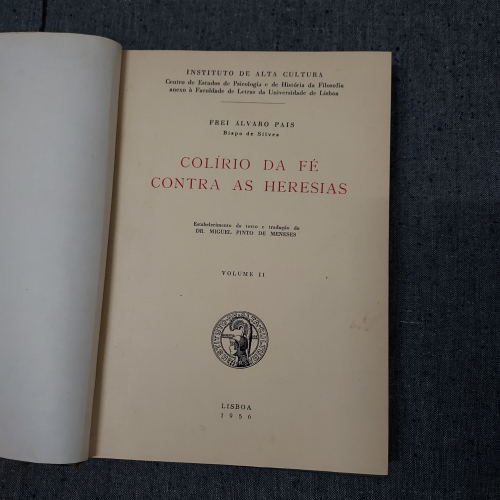 INSTITUTO DE ALTA CULTURA
Centro de Estudos de Psicologia e de História da Filosofia
anexo à Faculdade de Letras da Universidade de Lisboa
FREI ALVARO PAIS
Bispo de Silves
COLÍRIO DA FÉ
CONTRA AS HERESIAS
Estabelecimento do texto e tradução do
DR. MIGUEL PINTO DE MENESES
VOLUME II
LISBOA
1956